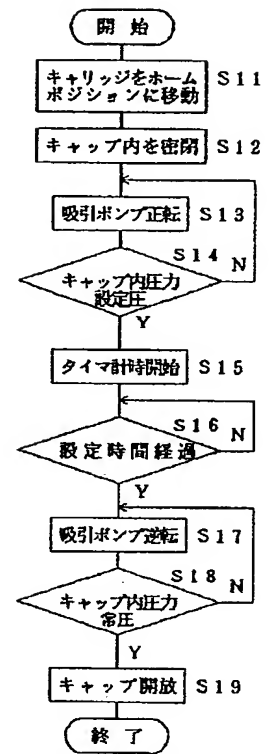 開 始
キャリッジをホーム
ポジションに移動
S11
キャップ内を密閉
S12
吸引ポンプ正転
S13
S14
キャップ内圧力
設定圧
N
Y
タイマ計時開始
S15
S16
設定時間経過
N
Y
吸引ポンプ逆転
S17
S18
キャップ内圧力
常圧
N
Y
キャップ開放
S19
終 了